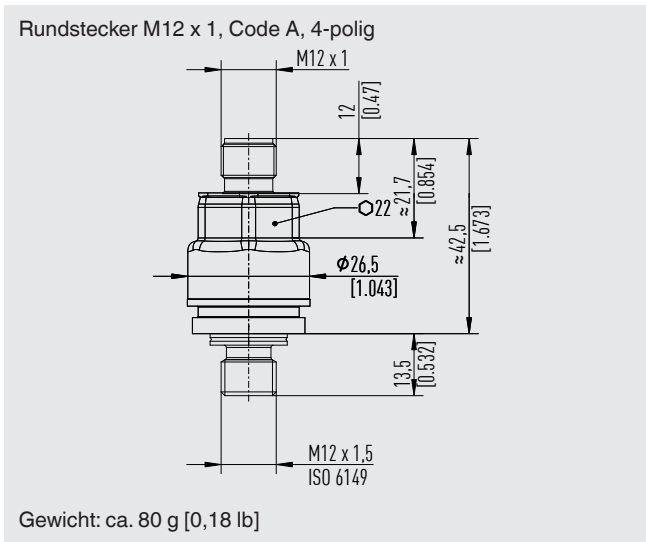 Rundstecker M12 x 1, Code A, 4-polig
M12 x 1
12
[0.47]
≈21,7
[0.854]
≈42,5
[1.673]
22
ϕ26,5
[1.043]
13,5
[0.532]
M12 x 1,5
ISO 6149
Gewicht: ca. 80 g [0,18 lb]